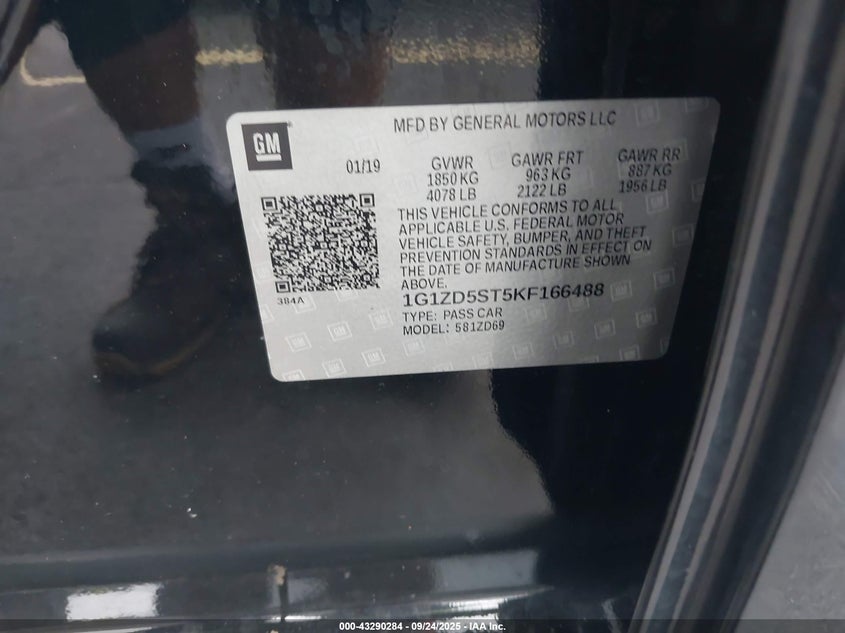 GM
MFD BY GENERAL MOTORS LLC
01/19
GVWR
1850 KG
4078 LB
GAWR FRT
963 KG
2122 LB
GAWR RR
887 KG
1956 LB
THIS VEHICLE CONFORMS TO ALL
APPLICABLE U.S. FEDERAL MOTOR
VEHICLE SAFETY, BUMPER, AND THEFT
PREVENTION STANDARDS IN EFFECT ON
THE DATE OF MANUFACTURE SHOWN
ABOVE.
384A
1G1ZD5ST5KF166488
TYPE: PASS CAR
MODEL: 581ZD69
000-43290284 - 09/24/2025 - IAA Inc.